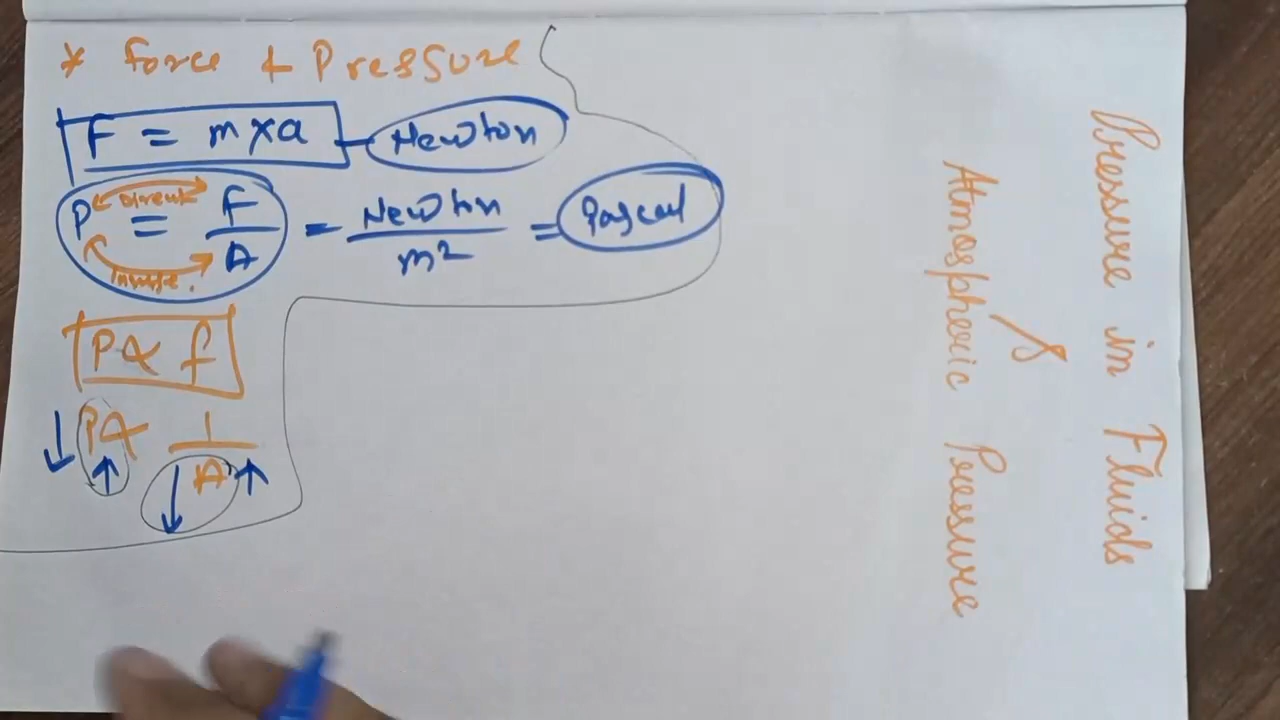 * Force & Pressure
F = m×a - Newton
P = F/A = Newton/m² = Pascal
Direct
Inverse.
P∝ f
↓ P↑ ∝ 1/A ↓ ↑
Pressure in Fluids
&
Atmospheric Pressure